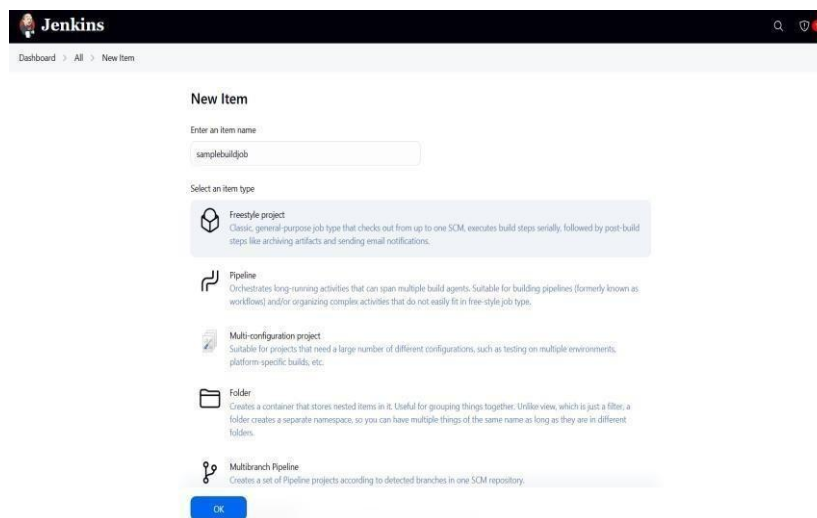 Jenkins
Dashboard > All > New Item
New Item
Enter an item name
samplebuildjob
Select an item type
Freestyle project
Classic, general-purpose job type that checks out from up to one SCM, executes build steps serially, followed by post-build
steps like archiving artifacts and sending email notifications.
Pipeline
Orchestrates long-running activities that can span multiple build agents. Suitable for building pipelines (formerly known as
workflows) and/or organizing complex activities that do not easily fit in free-style job type.
Multi-configuration project
Suitable for projects that need a large number of different configurations, such as testing on multiple environments,
platform-specific builds, etc.
Folder
Creates a container that stores nested items in it. Useful for grouping things together. Unlike view, which is just a filter, a
folder creates a separate namespace, so you can have multiple things of the same name as long as they are in different
folders.
Multibranch Pipeline
Creates a set of Pipeline projects according to detected branches in one SCM repository.
OK